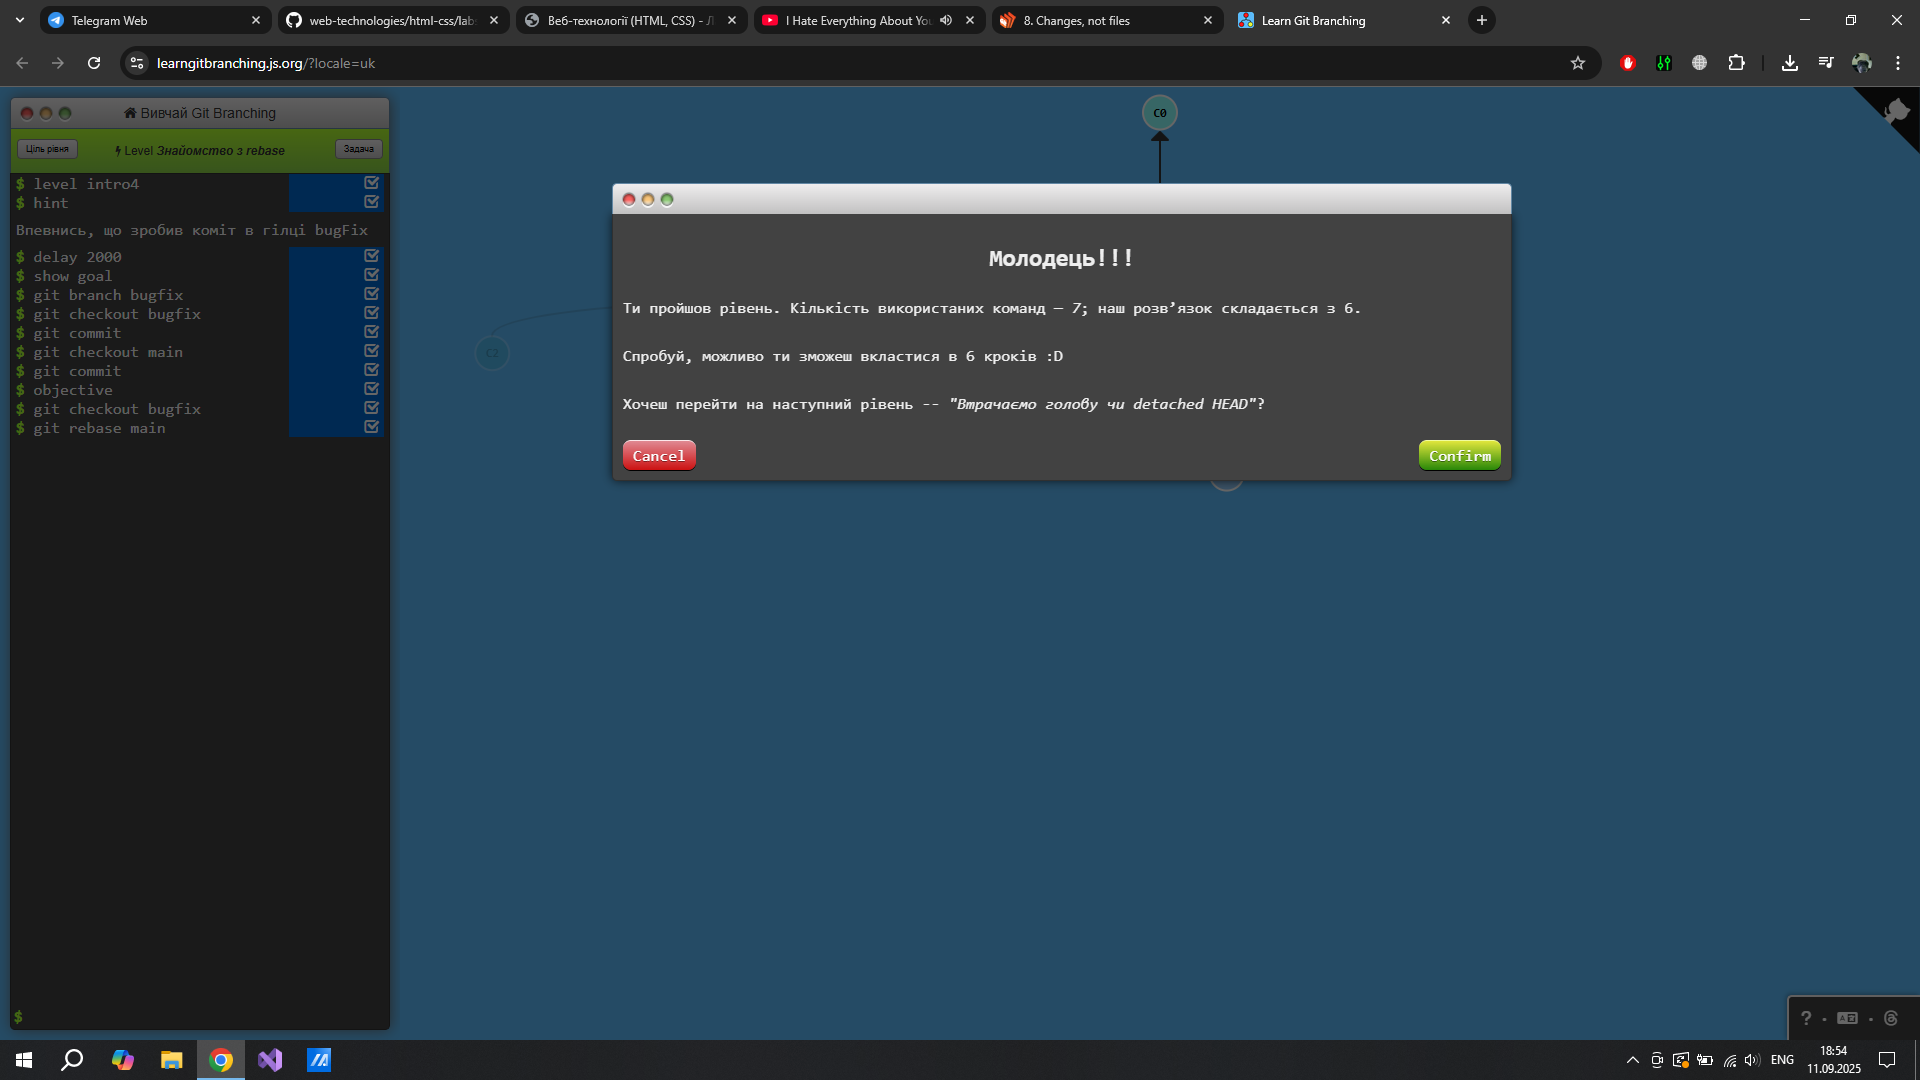 Telegram Web
web-technologies/html-css/lab
Веб-технології (HTML, CSS) - Л
I Hate Everything About You
8. Changes, not files
Learn Git Branching
learngitbranching.js.org/?locale=uk
Вивчай Git Branching
Ціль рівня
Level Знайомство з rebase
Задача
$ level intro4
$ hint
Впевнись, що зробив коміт в гілці bugFix
$ delay 2000
$ show goal
$ git branch bugfix
$ git checkout bugfix
$ git commit
$ git checkout main
$ git commit
$ objective
$ git checkout bugfix
$ git rebase main
$
C0
C2
Молодець!!!
Ти пройшов рівень. Кількість використаних команд — 7; наш розв’язок складається з 6.
Спробуй, можливо ти зможеш вкластися в 6 кроків :D
Хочеш перейти на наступний рівень -- "Втрачаємо голову чи detached HEAD"?
Cancel
Confirm
?
ENG
18:54
11.09.2025